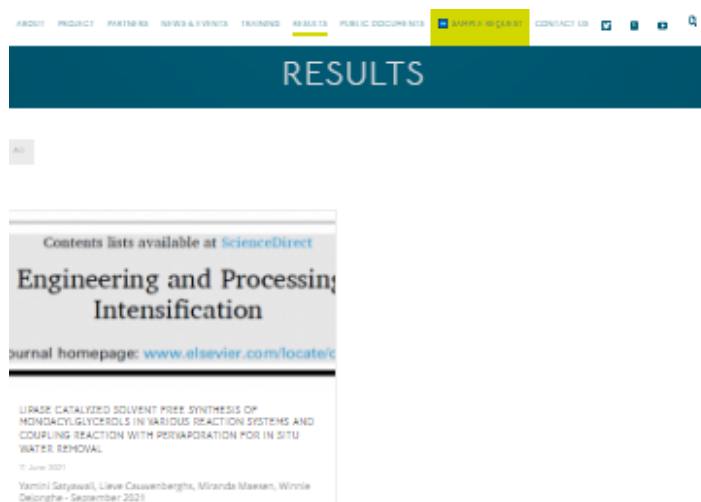 ABOUT PROJECT PARTNERS NEWS & EVENTS TRAINING RESULTS PUBLIC DOCUMENTS SAMPLE REQUEST CONTACT US
RESULTS
ALL
Contents lists available at ScienceDirect
Engineering and Processing
Intensification
ournal homepage: www.elsevier.com/locate/c
LIPASE CATALYZED SOLVENT FREE SYNTHESIS OF
MONOACYLGLYCEROLS IN VARIOUS REACTION SYSTEMS AND
COUPLING REACTION WITH PERVAPORATION FOR IN SITU
WATER REMOVAL
11 June 2021
Yamini Satyawali, Lieve Cauwenberghs, Miranda Maesen, Winnie
Dejonghe - September 2021